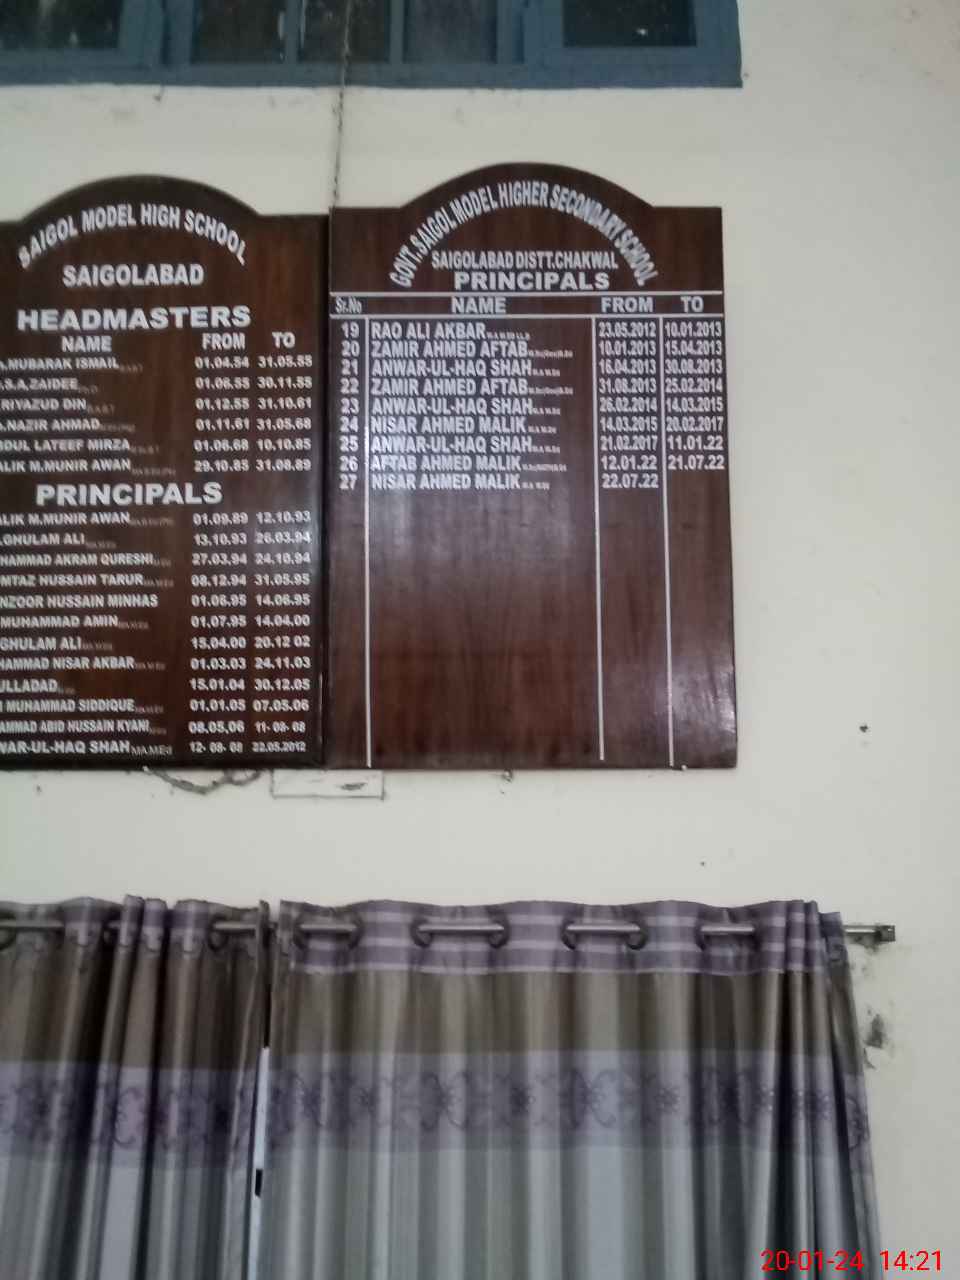 SAIGOL MODEL HIGH SCHOOL
SAIGOLABAD
HEADMASTERS
NAME FROM TO
MUBARAK ISMAIL 01.04.54 31.05.55
S.A.ZAIDEE 01.06.55 30.11.55
RIYAZUD DIN 01.12.55 31.10.61
NAZIR AHMAD 01.11.61 31.05.68
LATEEF MIRZA 01.06.68 10.10.85
ALIK M.MUNIR AWAN 29.10.85 31.08.89
PRINCIPALS
ALIK M.MUNIR AWAN 01.09.89 12.10.93
GHULAM ALI 13.10.93 26.03.94
HAMMAD AKRAM QURESHI 27.03.94 24.10.94
MTAZ HUSSAIN TARUR 08.12.94 31.05.95
NZOOR HUSSAIN MINHAS 01.06.95 14.06.95
MUHAMMAD AMIN 01.07.95 14.04.00
GHULAM ALI 15.04.00 20.12 02
HAMMAD NISAR AKBAR 01.03.03 24.11.03
ULLADAD 15.01.04 30.12.05
MUHAMMAD SIDDIQUE 01.01.05 07.05.06
AMMAD ABID HUSSAIN KYANI 08.05.06 11-08-08
WAR-UL-HAQ SHAH MA.MEd 12-08-08 22.05.2012
GOVT.SAIGOL MODEL HIGHER SECONDARY SCHOOL
SAIGOLABAD DISTT.CHAKWAL
PRINCIPALS
Sr.No NAME FROM TO
19 RAO ALI AKBAR 23.05.2012 10.01.2013
20 ZAMIR AHMED AFTAB 10.01.2013 15.04.2013
21 ANWAR-UL-HAQ SHAH 16.04.2013 30.08.2013
22 ZAMIR AHMED AFTAB 31.08.2013 25.02.2014
23 ANWAR-UL-HAQ SHAH 26.02.2014 14.03.2015
24 NISAR AHMED MALIK 14.03.2015 20.02.2017
25 ANWAR-UL-HAQ SHAH 21.02.2017 11.01.22
26 AFTAB AHMED MALIK 12.01.22 21.07.22
27 NISAR AHMED MALIK 22.07.22
20-01-24 14:21